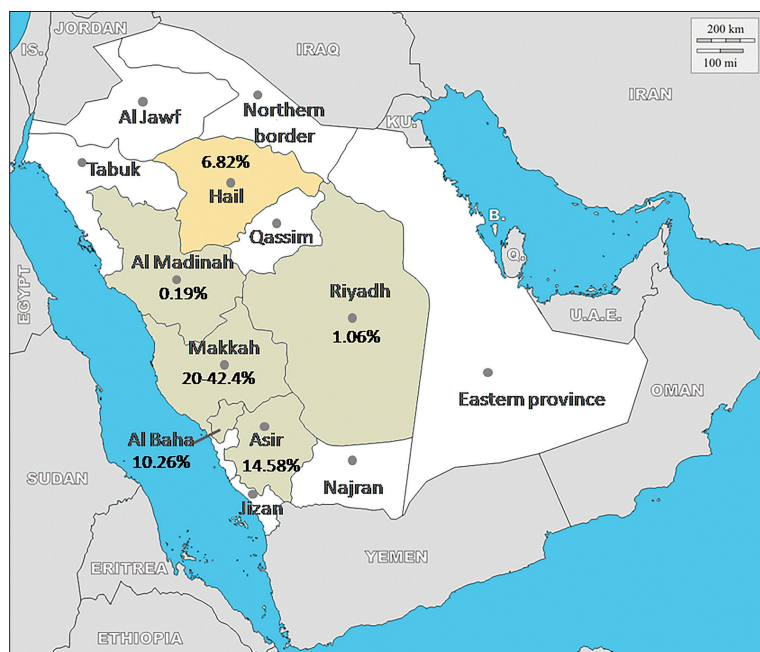 JORDAN
200 km
100 mi
IS.
IRAQ
IRAN
Al Jawf
Northern
border
KU.
6.82%
Tabuk
Hail
B.
Qassim
Q.
Al Madinah
EGYPT
0.19%
Riyadh
U.A.E.
1.06%
Makkah
20-42.4%
Eastern province
OMAN
Al Baha
Asir
10.26%
14.58%
SUDAN
Najran
Jizan
YEMEN
ERITREA
ETHIOPIA